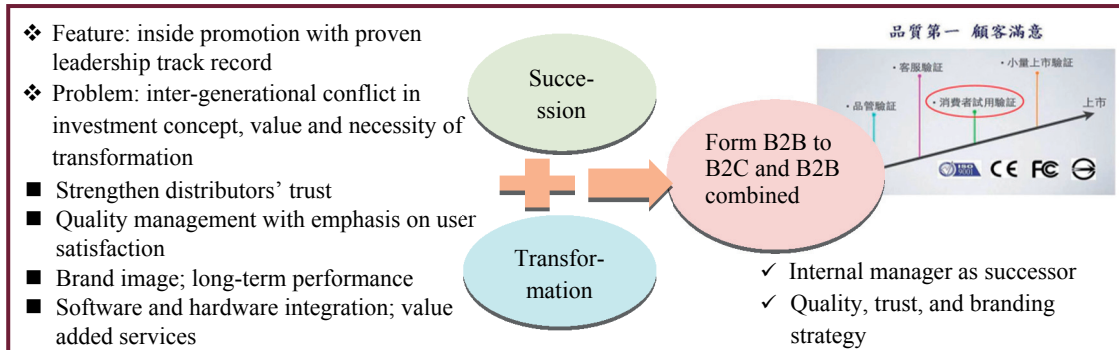 ❖ Feature: inside promotion with proven
leadership track record
❖ Problem: inter-generational conflict in
investment concept, value and necessity of
transformation
■ Strengthen distributors’ trust
■ Quality management with emphasis on user
satisfaction
■ Brand image; long-term performance
■ Software and hardware integration; value
added services
Succe-
ssion
Transfor-
mation
Form B2B to
B2C and B2B
combined
品質第一 顧客滿意
・客服驗証
・小量上市驗証
・品管驗証
・消費者試用驗証
上市
ISO
9001
CE FC
✓ Internal manager as successor
✓ Quality, trust, and branding
strategy